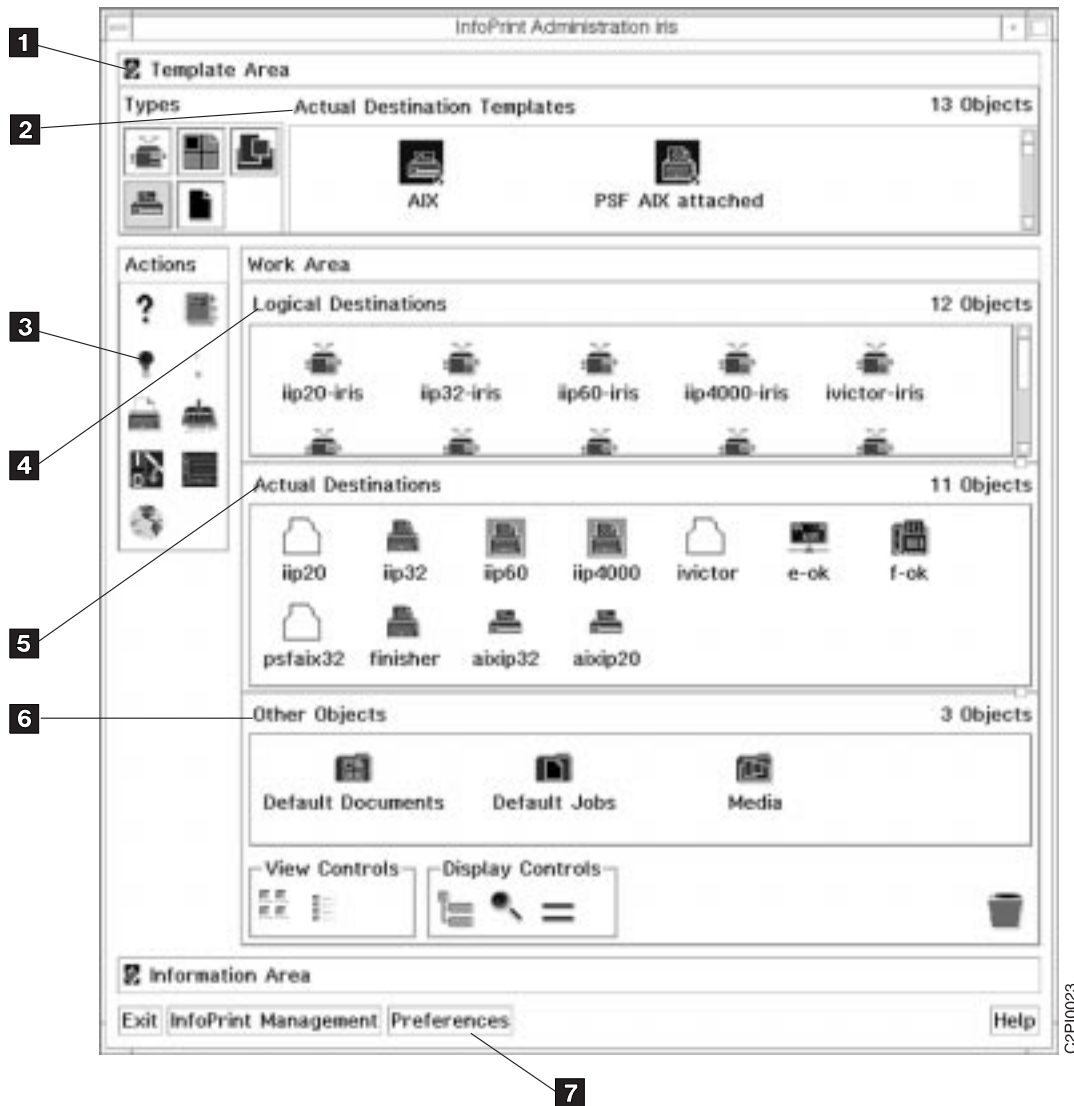 InfoPrint Administration iris
1
Template Area
Types
2
Actual Destination Templates
13 Objects
AIX
PSF AIX attached
Actions
Work Area
?
Logical Destinations
12 Objects
3
iip20-iris
iip32-iris
iip60-iris
iip4000-iris
ivictor-iris
4
Actual Destinations
11 Objects
iip20
iip32
iip60
iip4000
ivictor
e-ok
f-ok
5
psfaix32
finisher
aixip32
aixip20
6
Other Objects
3 Objects
Default Documents
Default Jobs
Media
View Controls
Display Controls
Information Area
Exit
InfoPrint Management
Preferences
Help
C2PI0023
7